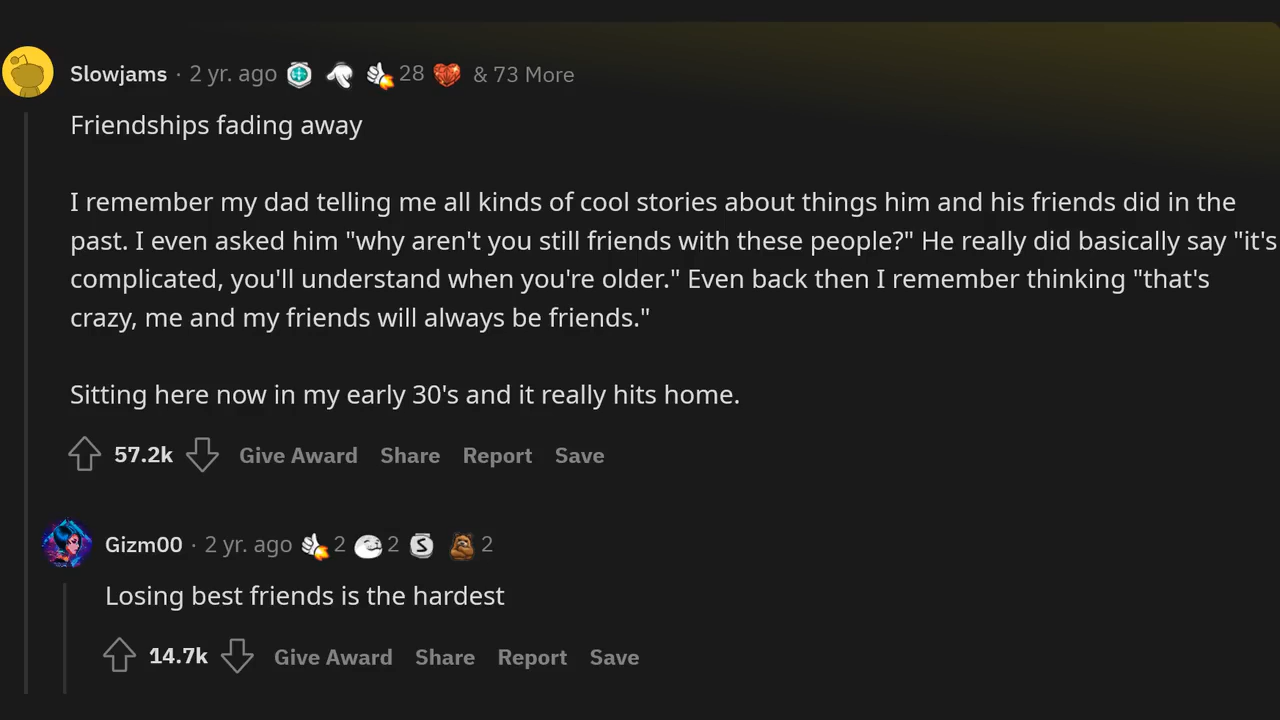 Slowjams · 2 yr. ago 28 & 73 More
Friendships fading away
I remember my dad telling me all kinds of cool stories about things him and his friends did in the
past. I even asked him "why aren't you still friends with these people?" He really did basically say "it's
complicated, you'll understand when you're older." Even back then I remember thinking "that's
crazy, me and my friends will always be friends."
Sitting here now in my early 30's and it really hits home.
57.2k Give Award Share Report Save
Gizm00 · 2 yr. ago 2 2 S 2
Losing best friends is the hardest
14.7k Give Award Share Report Save